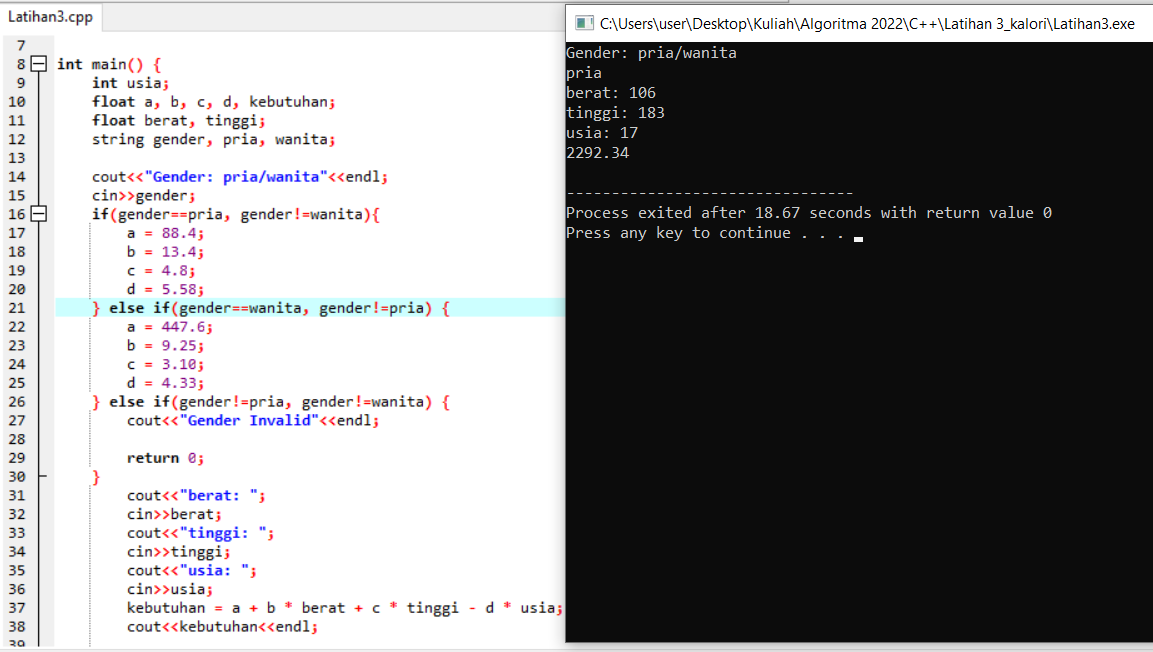 Latihan3.cpp
7
8 int main() {
9 int usia;
10 float a, b, c, d, kebutuhan;
11 float berat, tinggi;
12 string gender, pria, wanita;
13
14 cout<<"Gender: pria/wanita"<<endl;
15 cin>>gender;
16 if(gender==pria, gender!=wanita){
17 a = 88.4;
18 b = 13.4;
19 c = 4.8;
20 d = 5.58;
21 } else if(gender==wanita, gender!=pria) {
22 a = 447.6;
23 b = 9.25;
24 c = 3.10;
25 d = 4.33;
26 } else if(gender!=pria, gender!=wanita) {
27 cout<<"Gender Invalid"<<endl;
28
29 return 0;
30 }
31 cout<<"berat: ";
32 cin>>berat;
33 cout<<"tinggi: ";
34 cin>>tinggi;
35 cout<<"usia: ";
36 cin>>usia;
37 kebutuhan = a + b * berat + c * tinggi - d * usia;
38 cout<<kebutuhan<<endl;
39
C:\Users\user\Desktop\Kuliah\Algoritma 2022\C++\Latihan 3_kalori\Latihan3.exe
Gender: pria/wanita
pria
berat: 106
tinggi: 183
usia: 17
2292.34
--------------------------------
Process exited after 18.67 seconds with return value 0
Press any key to continue . . .